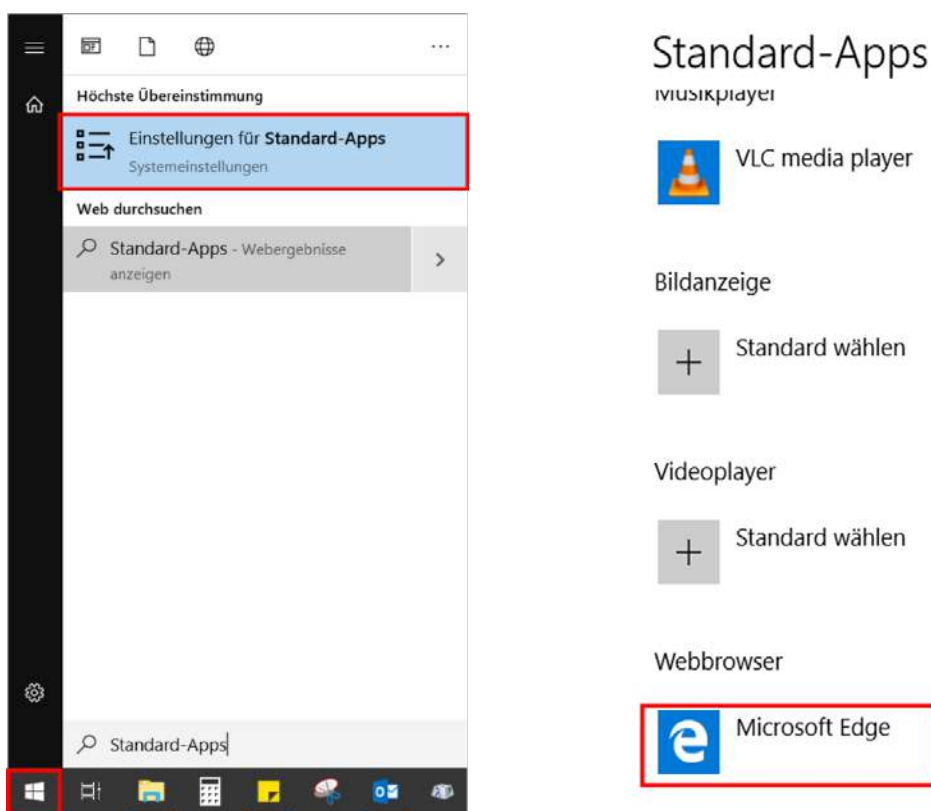 Höchste Übereinstimmung
Einstellungen für Standard-Apps
Systemeinstellungen
Web durchsuchen
Standard-Apps - Webergebnisse
anzeigen
Standard-Apps
Standard-Apps
Musikplayer
VLC media player
Bildanzeige
Standard wählen
Videoplayer
Standard wählen
Webbrowser
Microsoft Edge